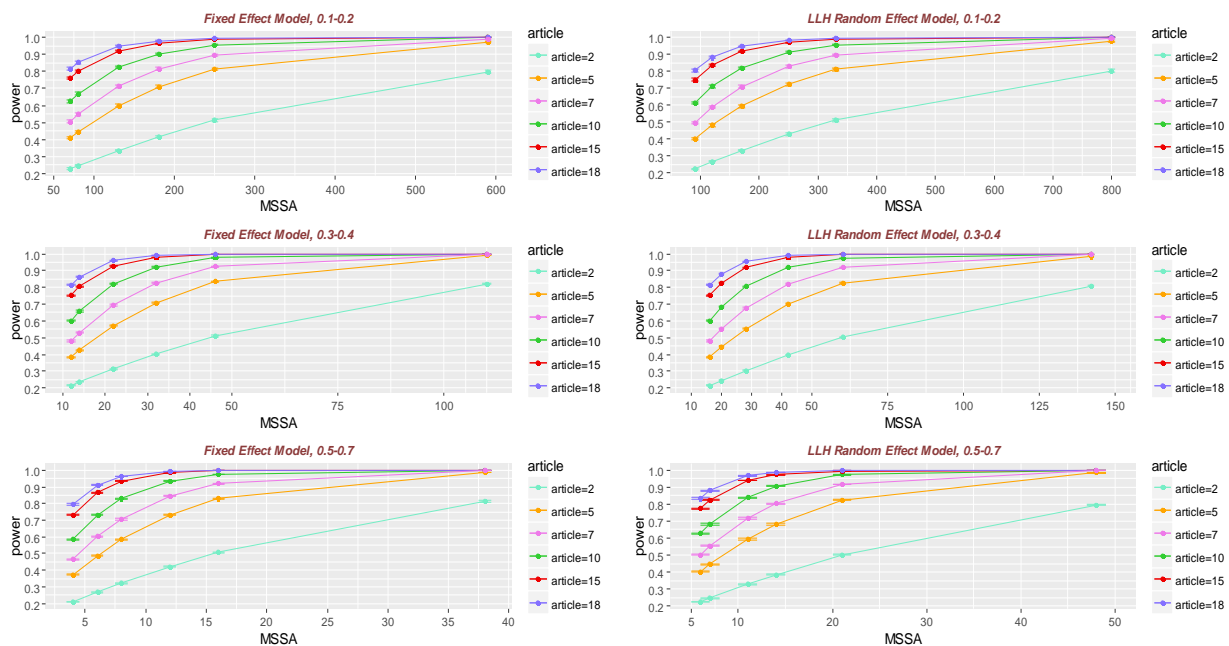 Fixed Effect Model, 0.1-0.2
power
1.0
0.9
0.8
0.7
0.6
0.5
0.4
0.3
0.2
50 100 200 300 400 500 600
MSSA
article
article=2
article=5
article=7
article=10
article=15
article=18
LLH Random Effect Model, 0.1-0.2
power
1.0
0.9
0.8
0.7
0.6
0.5
0.4
0.3
0.2
100 200 300 400 500 600 700 800
MSSA
article
article=2
article=5
article=7
article=10
article=15
article=18
Fixed Effect Model, 0.3-0.4
power
1.0
0.9
0.8
0.7
0.6
0.5
0.4
0.3
0.2
10 20 30 40 50 75 100
MSSA
article
article=2
article=5
article=7
article=10
article=15
article=18
LLH Random Effect Model, 0.3-0.4
power
1.0
0.9
0.8
0.7
0.6
0.5
0.4
0.3
0.2
10 20 30 40 50 75 100 125 150
MSSA
article
article=2
article=5
article=7
article=10
article=15
article=18
Fixed Effect Model, 0.5-0.7
power
1.0
0.9
0.8
0.7
0.6
0.5
0.4
0.3
0.2
5 10 15 20 25 30 35 40
MSSA
article
article=2
article=5
article=7
article=10
article=15
article=18
LLH Random Effect Model, 0.5-0.7
power
1.0
0.9
0.8
0.7
0.6
0.5
0.4
0.3
0.2
5 10 20 30 40 50
MSSA
article
article=2
article=5
article=7
article=10
article=15
article=18